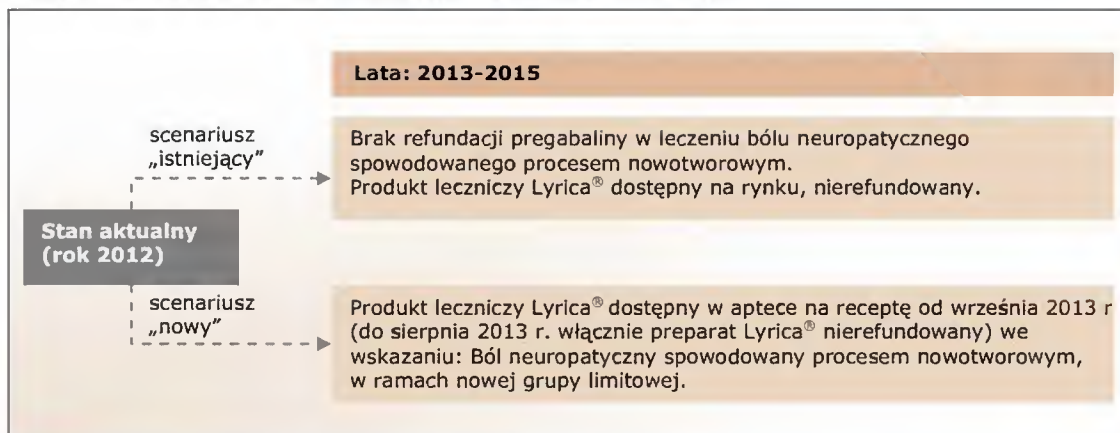 Lata: 2013-2015
scenariusz
„istniejący”
Brak refundacji pregabaliny w leczeniu bólu neuropatycznego
spowodowanego procesem nowotworowym.
Produkt leczniczy Lyrica® dostępny na rynku, nierefundowany.
Stan aktualny
(rok 2012)
scenariusz
„nowy”
Produkt leczniczy Lyrica® dostępny w aptece na receptę od września 2013 r
(do sierpnia 2013 r. włącznie preparat Lyrica® nierefundowany) we
wskazaniu: Ból neuropatyczny spowodowany procesem nowotworowym,
w ramach nowej grupy limitowej.